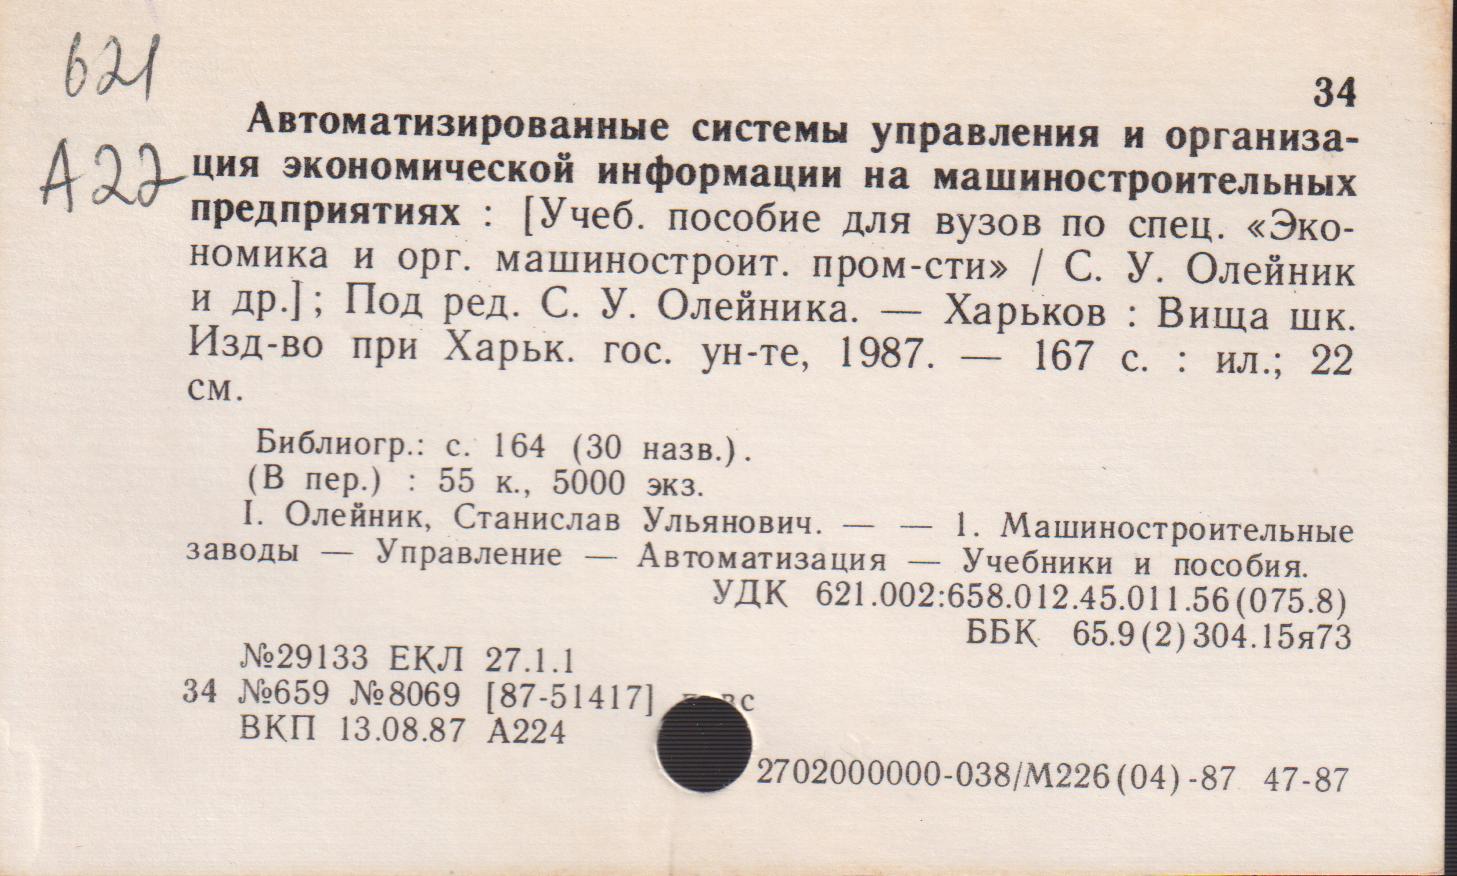 621
34
Автоматизированные системы управления и организа-
А22
ция экономической информации на машиностроительных
предприятиях : [Учеб. пособие для вузов по спец. «Эко-
номика и орг. машиностроит. пром-сти» / С. У. Олейник
и др.] ; Под ред. С. У. Олейника. — Харьков : Вища шк.
Изд-во при Харьк. гос. ун-те, 1987. — 167 с. : ил.; 22
см.
Библиогр.: с. 164 (30 назв.).
(В пер.) : 55 к., 5000 экз.
I. Олейник, Станислав Ульянович. — — 1. Машиностроительные
заводы — Управление — Автоматизация — Учебники и пособия.
УДК 621.002:658.012.45.011.56(075.8)
ББК 65.9(2)304.15я73
№29133 ЕКЛ 27.1.1
34 №659 №8069 [87-51417]
ВКП 13.08.87 А224
2702000000-038/М226(04)-87 47-87